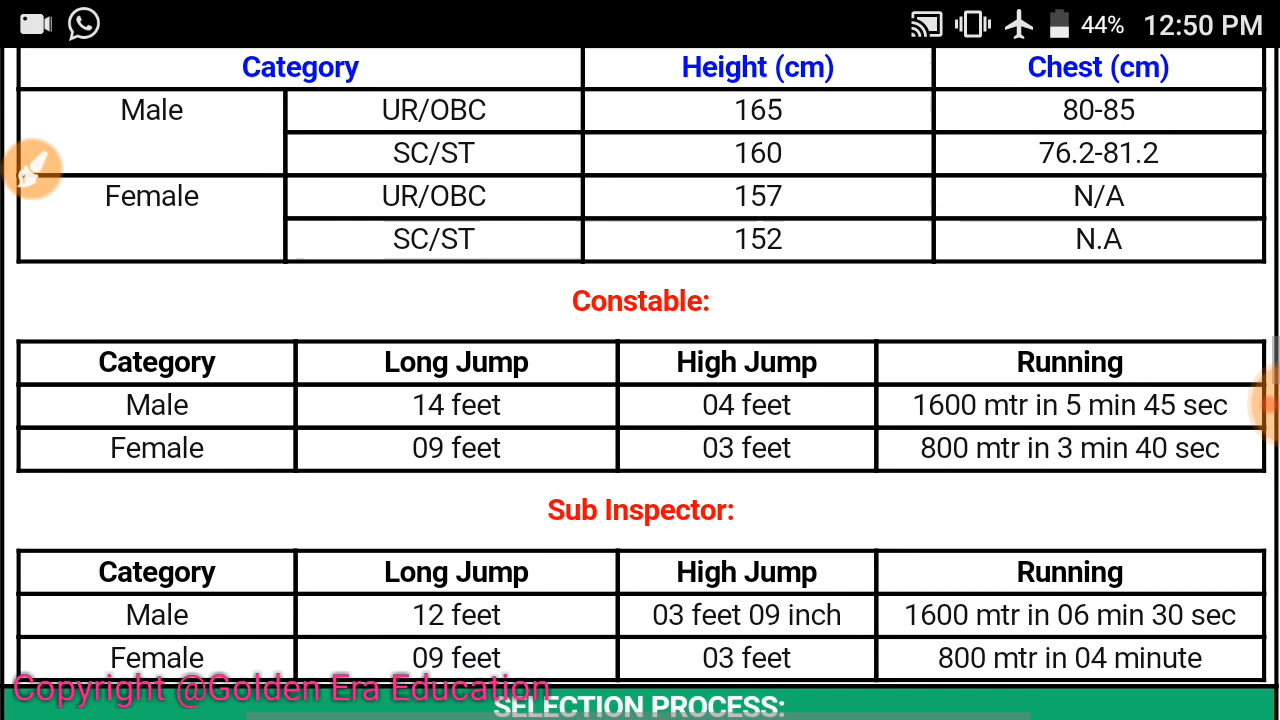 44% 12:50 PM
Category Height (cm) Chest (cm)
Male UR/OBC 165 80-85
SC/ST 160 76.2-81.2
Female UR/OBC 157 N/A
SC/ST 152 N.A
Constable:
Category Long Jump High Jump Running
Male 14 feet 04 feet 1600 mtr in 5 min 45 sec
Female 09 feet 03 feet 800 mtr in 3 min 40 sec
Sub Inspector:
Category Long Jump High Jump Running
Male 12 feet 03 feet 09 inch 1600 mtr in 06 min 30 sec
Female 09 feet 03 feet 800 mtr in 04 minute
Copyright @Golden Era Education
SELECTION PROCESS: